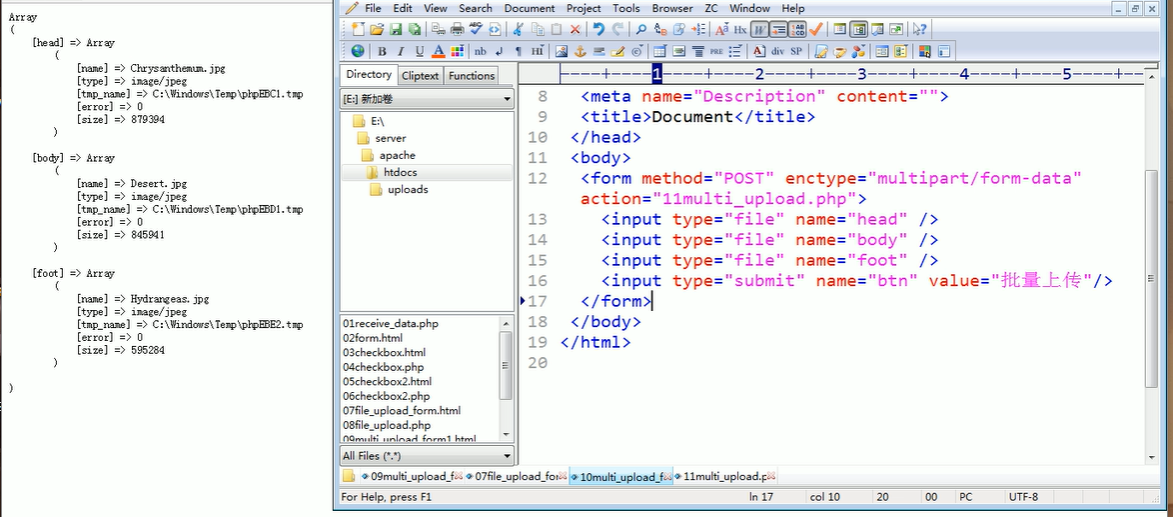 Array
(
[head] => Array
(
[name] => Chrysanthemum.jpg
[type] => image/jpeg
[tmp_name] => C:\Windows\Temp\phpEBC1.tmp
[error] => 0
[size] => 879394
)
[body] => Array
(
[name] => Desert.jpg
[type] => image/jpeg
[tmp_name] => C:\Windows\Temp\phpEBD1.tmp
[error] => 0
[size] => 845941
)
[foot] => Array
(
[name] => Hydrangeas.jpg
[type] => image/jpeg
[tmp_name] => C:\Windows\Temp\phpEBE2.tmp
[error] => 0
[size] => 595284
)
)
File Edit View Search Document Project Tools Browser ZC Window Help
B I U A nb ¶ HI A div SP
Directory Cliptext Functions
[E:] 新加卷
E:\
server
apache
htdocs
uploads
01receive_data.php
02form.html
03checkbox.html
04checkbox.php
05checkbox2.html
06checkbox2.php
07file_upload_form.html
08file_upload.php
09multi_upload_form1.html
All Files (*.*)
1 2 3 4 5
8 <meta name="Description" content="">
9 <title>Document</title>
10 </head>
11 <body>
12 <form method="POST" enctype="multipart/form-data"
action="11multi_upload.php">
13 <input type="file" name="head" />
14 <input type="file" name="body" />
15 <input type="file" name="foot" />
16 <input type="submit" name="btn" value="批量上传"/>
17 </form>
18 </body>
19 </html>
20
09multi_upload_f 07file_upload_for 10multi_upload_f 11multi_upload.p
For Help, press F1 ln 17 col 10 20 00 PC UTF-8